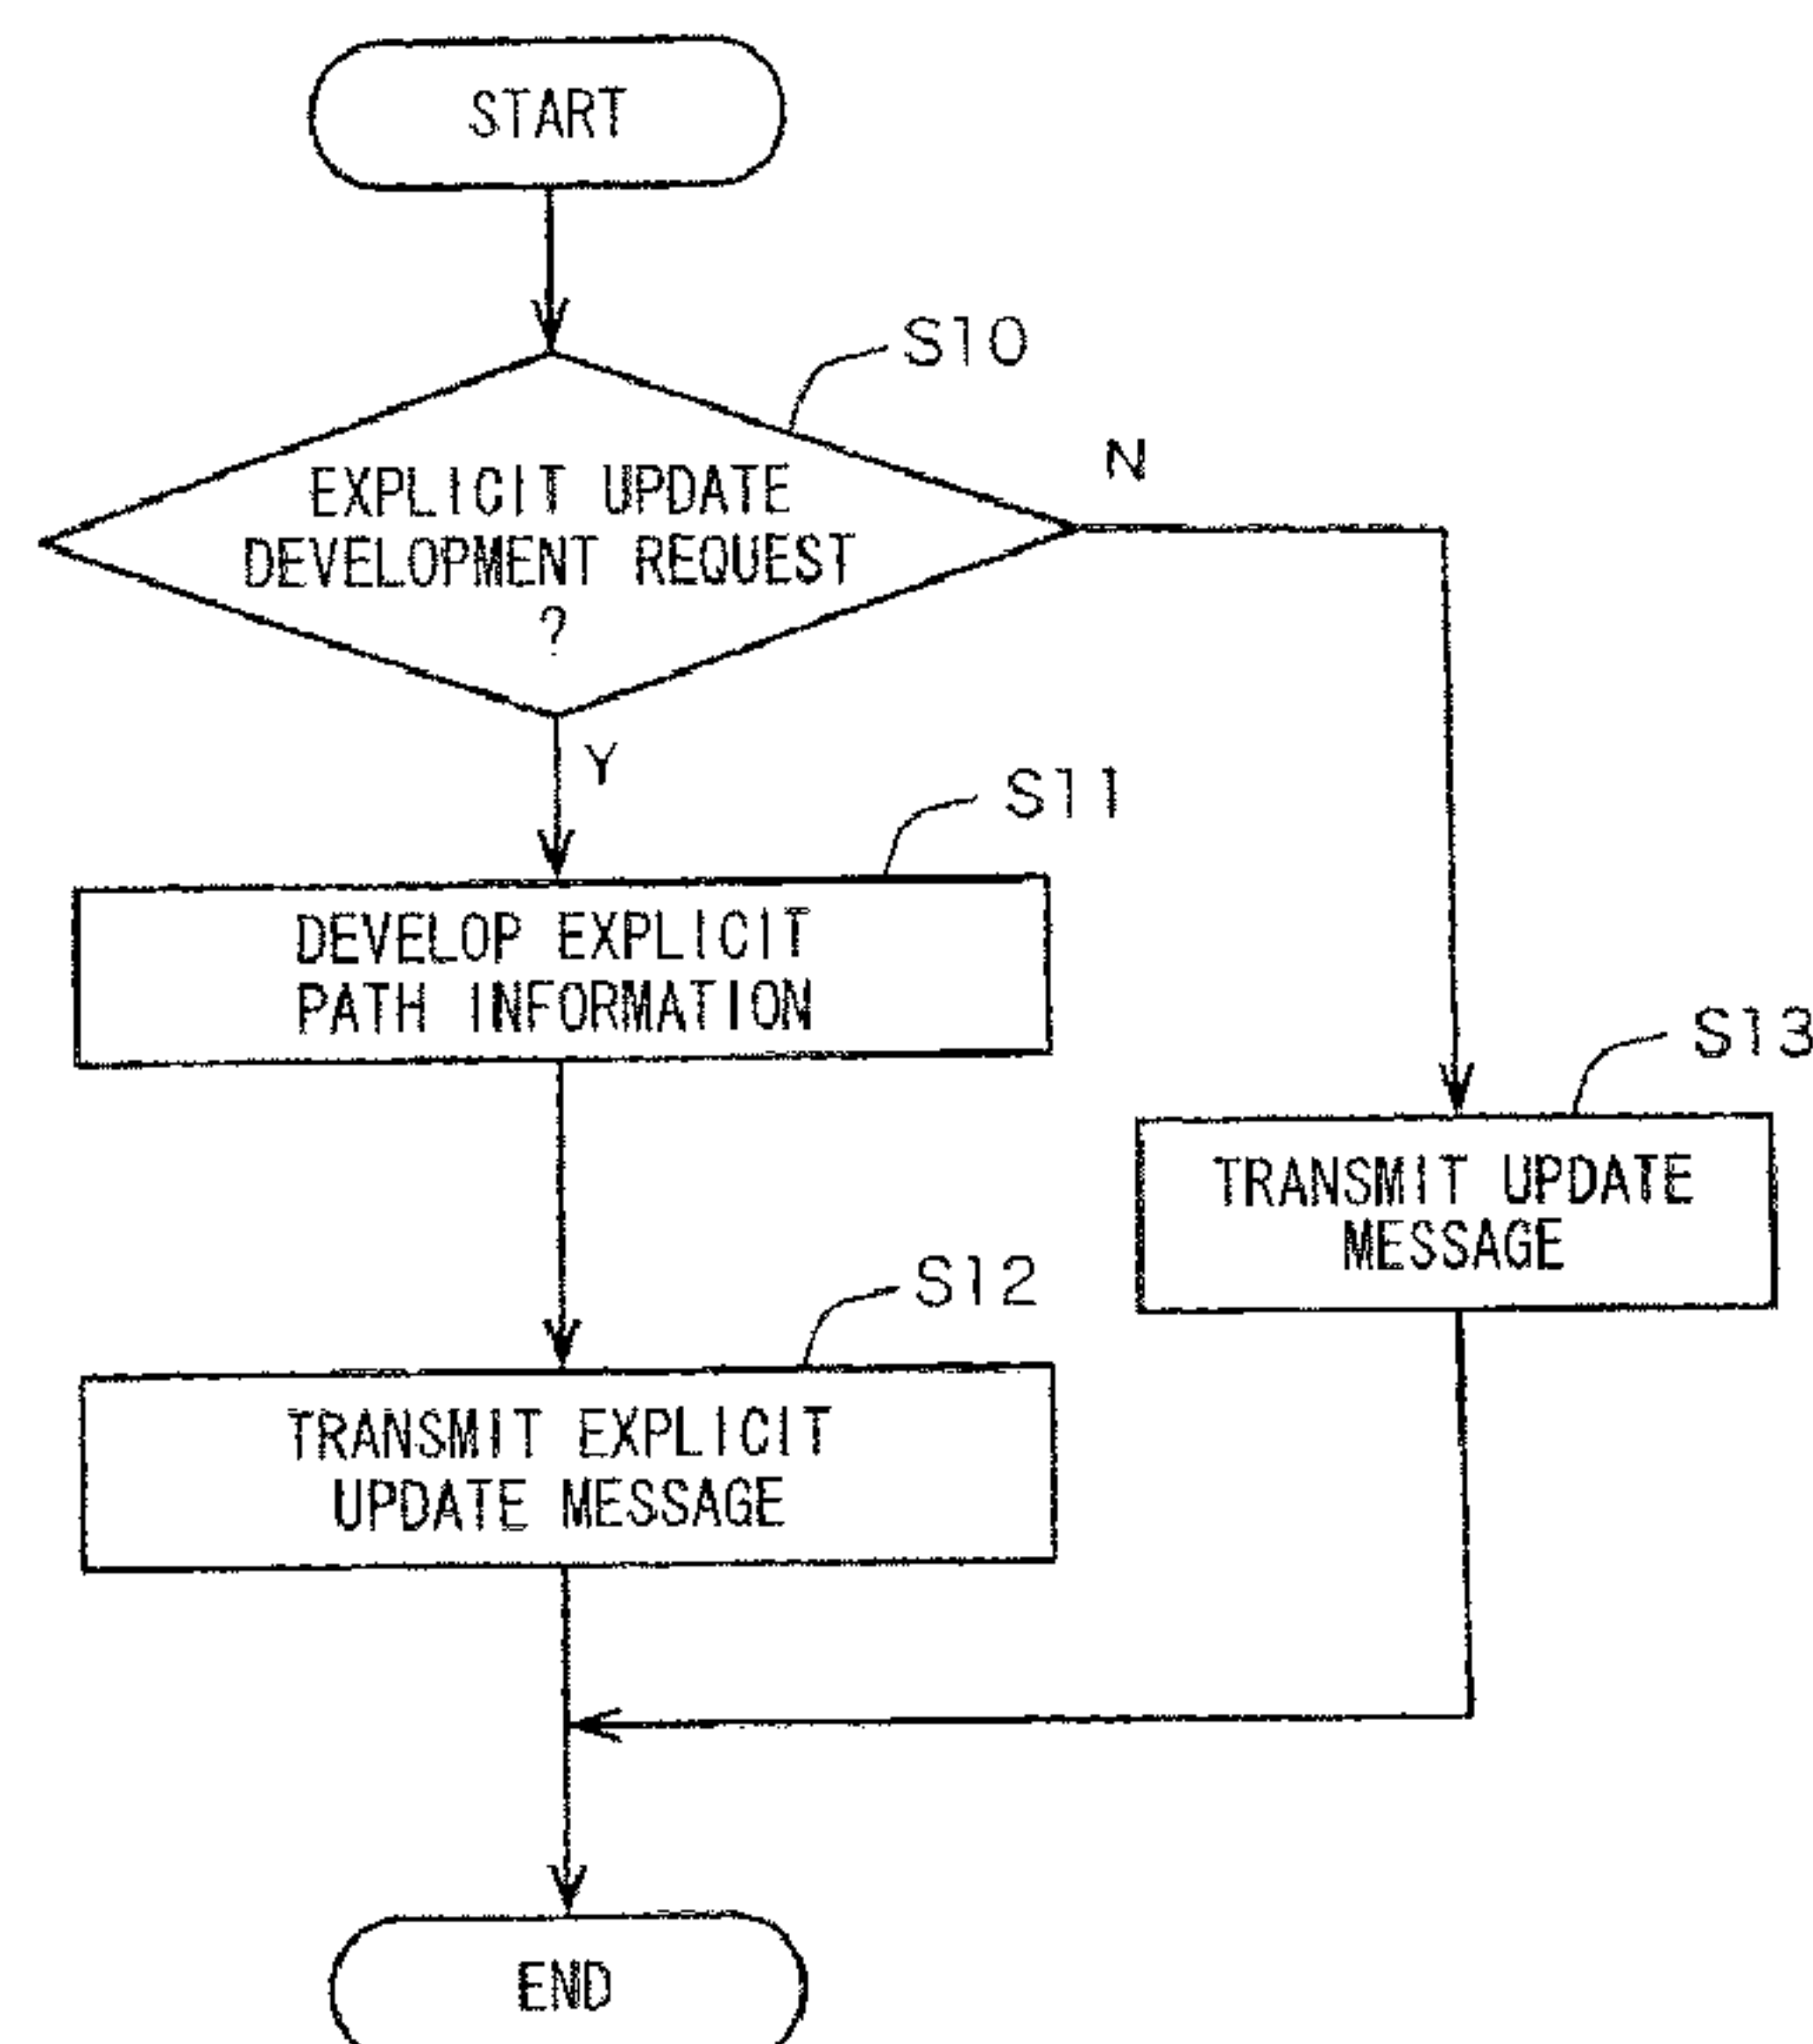 START
S10
N
EXPLICIT UPDATE
DEVELOPMENT REQUEST
?
Y
S11
DEVELOP EXPLICIT
PATH INFORMATION
S13
TRANSMIT UPDATE
MESSAGE
S12
TRANSMIT EXPLICIT
UPDATE MESSAGE
END